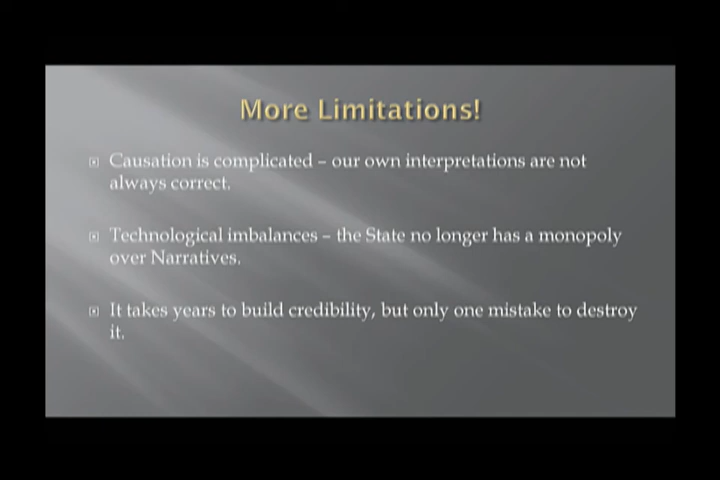 More Limitations!
Causation is complicated – our own interpretations are not
always correct.
Technological imbalances – the State no longer has a monopoly
over Narratives.
It takes years to build credibility, but only one mistake to destroy
it.